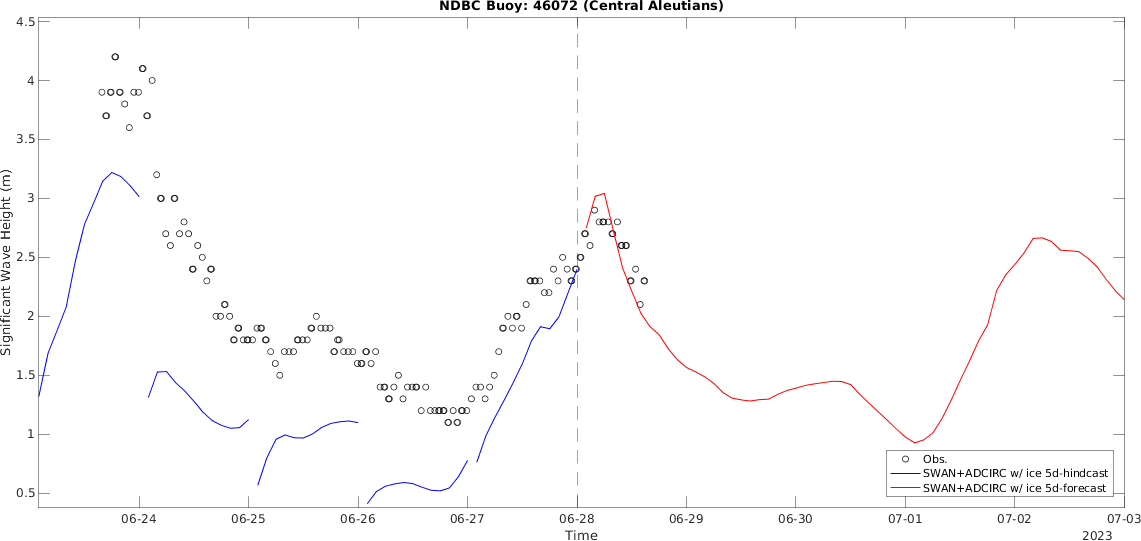 NDBC Buoy: 46072 (Central Aleutians)
4.5
4
3.5
3
2.5
2
1.5
1
0.5
Significant Wave Height (m)
Obs.
SWAN+ADCIRC w/ ice 5d-hindcast
SWAN+ADCIRC w/ ice 5d-forecast
06-24 06-25 06-26 06-27 06-28 06-29 06-30 07-01 07-02 07-03
Time
2023